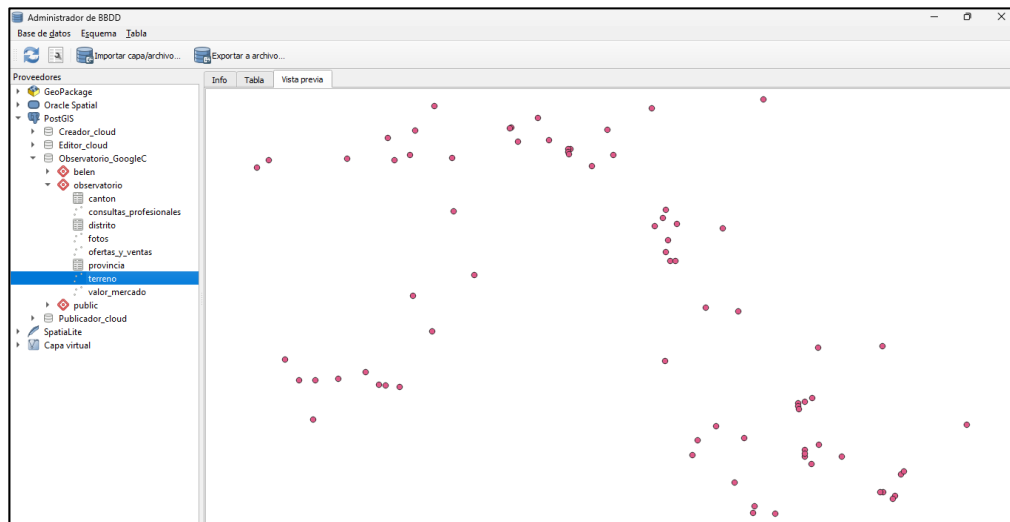 Administrador de BBDD
Base de datos Esquema Tabla
Importar capa/archivo... Exportar a archivo...
Proveedores
Info Tabla Vista previa
GeoPackage
Oracle Spatial
PostGIS
Creador_cloud
Editor_cloud
Observatorio_GoogleC
belen
observatorio
canton
consultas_profesionales
distrito
fotos
ofertas_y_ventas
provincia
terreno
valor_mercado
public
Publicador_cloud
SpatiaLite
Capa virtual